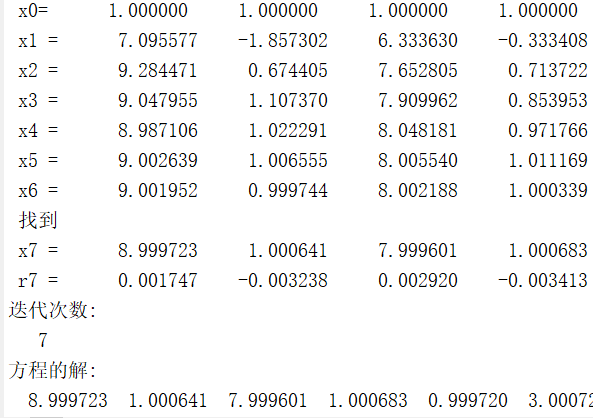 x0= 1.000000 1.000000 1.000000 1.000000
x1 = 7.095577 -1.857302 6.333630 -0.333408
x2 = 9.284471 0.674405 7.652805 0.713722
x3 = 9.047955 1.107370 7.909962 0.853953
x4 = 8.987106 1.022291 8.048181 0.971766
x5 = 9.002639 1.006555 8.005540 1.011169
x6 = 9.001952 0.999744 8.002188 1.000339
找到
x7 = 8.999723 1.000641 7.999601 1.000683
r7 = 0.001747 -0.003238 0.002920 -0.003413
迭代次数:
7
方程的解:
8.999723 1.000641 7.999601 1.000683 0.999720 3.00072